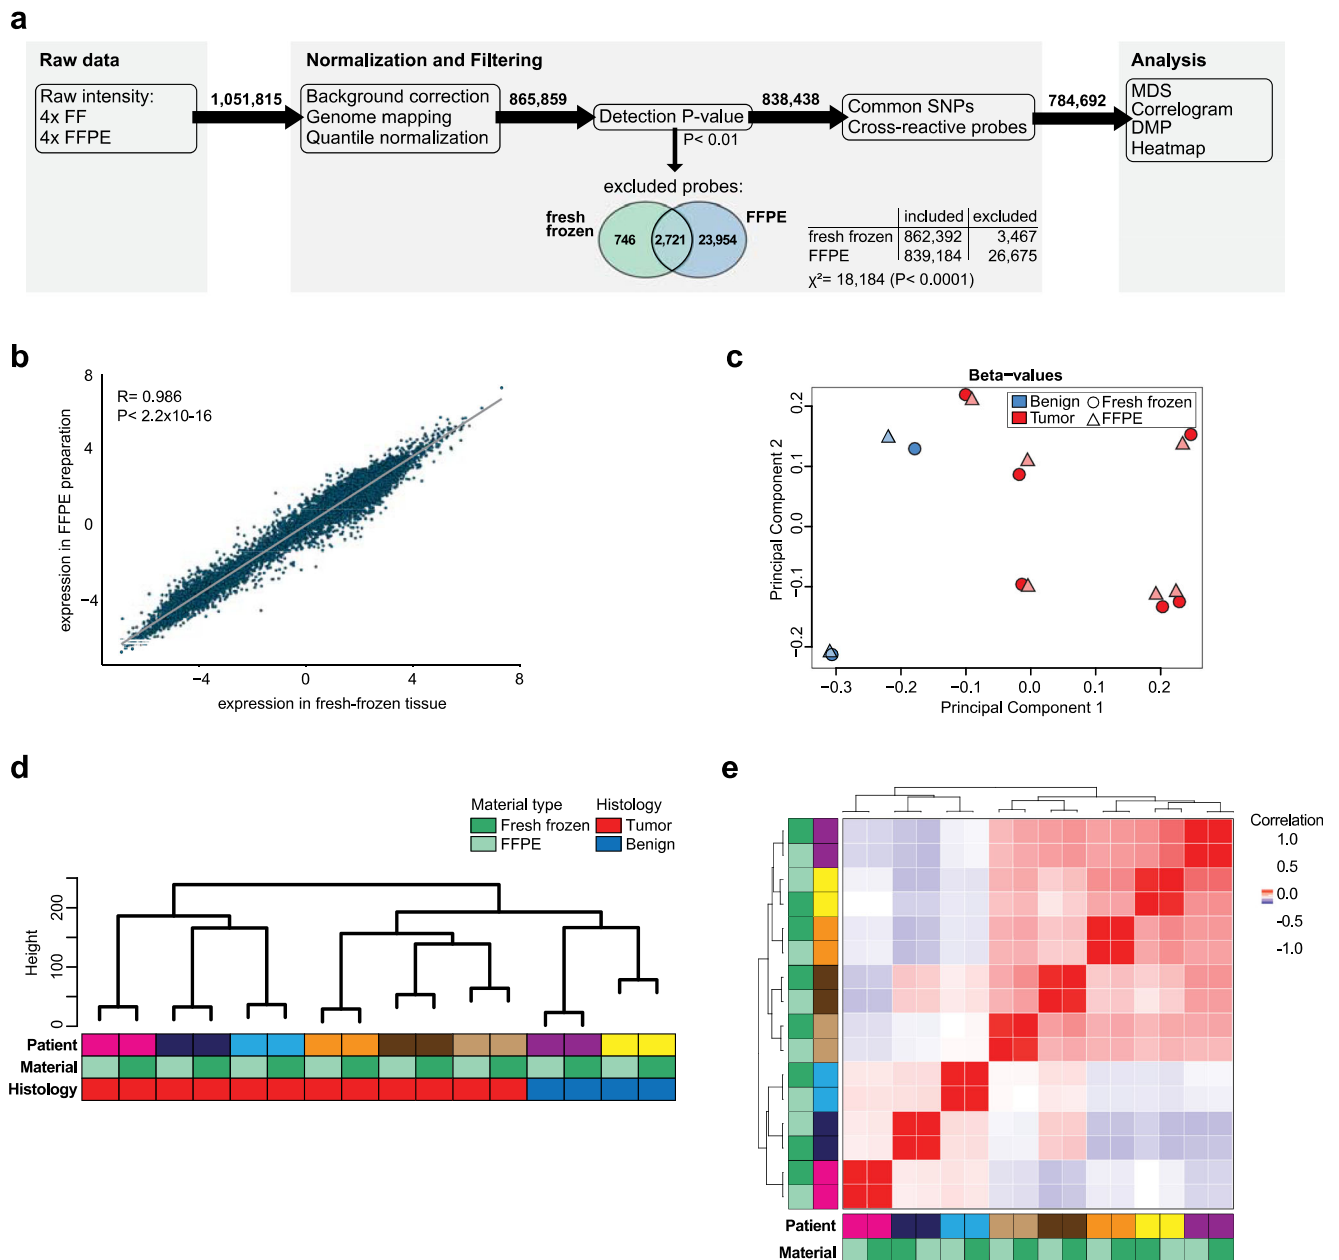 a
Raw data
Normalization and Filtering
Analysis
Raw intensity:
4x FF
4x FFPE
1,051,815
Background correction
Genome mapping
Quantile normalization
865,859
Detection P-value
P< 0.01
838,438
Common SNPs
Cross-reactive probes
784,692
MDS
Correlogram
DMP
Heatmap
excluded probes:
fresh
frozen
FFPE
746
2,721
23,954
included excluded
fresh frozen 862,392 3,467
FFPE 839,184 26,675
χ²= 18,184 (P< 0.0001)
b
R= 0.986
P< 2.2x10-16
expression in FFPE preparation
8
4
0
−4
−4
0
4
8
expression in fresh-frozen tissue
c
Beta−values
Benign
Fresh frozen
Tumor
FFPE
Principal Component 2
0.2
0.1
0.0
−0.1
−0.2
−0.3
−0.2
−0.1
0.0
0.1
0.2
Principal Component 1
d
Material type
Histology
Fresh frozen
Tumor
FFPE
Benign
Height
200
100
0
Patient
Material
Histology
e
Correlation
1.0
0.5
0.0
-0.5
-1.0
Patient
Material